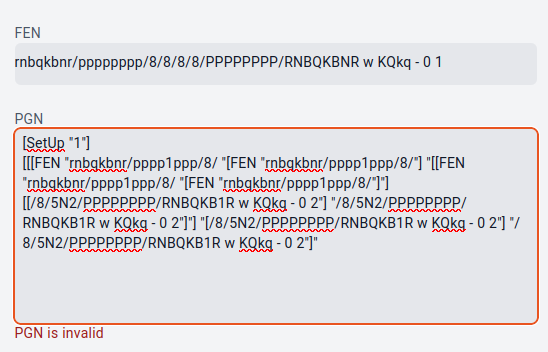 FEN
rnbqkbnr/pppppppp/8/8/8/8/PPPPPPPP/RNBQKBNR w KQkq - 0 1
PGN
[SetUp "1"]
[[[FEN "rnbqkbnr/pppp1ppp/8/ "[FEN "rnbqkbnr/pppp1ppp/8/"] "[[FEN
"rnbqkbnr/pppp1ppp/8/ "[FEN "rnbqkbnr/pppp1ppp/8/"]"]
[[/8/5N2/PPPPPPPP/RNBQKB1R w KQkq - 0 2"] "/8/5N2/PPPPPPPP/
RNBQKB1R w KQkq - 0 2"]"] "[/8/5N2/PPPPPPPP/RNBQKB1R w KQkq - 0 2"] "/
8/5N2/PPPPPPPP/RNBQKB1R w KQkq - 0 2"]"
PGN is invalid